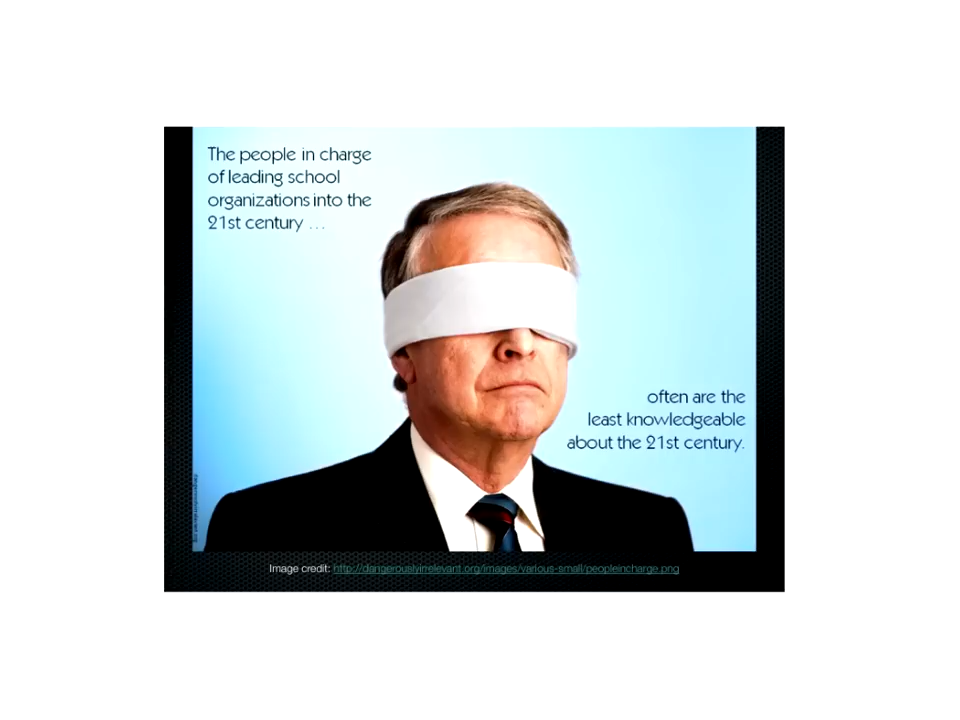 The people in charge
of leading school
organizations into the
21st century ...
often are the
least knowledgeable
about the 21st century.
Image credit: http://dangerouslyirrelevant.org/images/various-small/peopleincharge.png